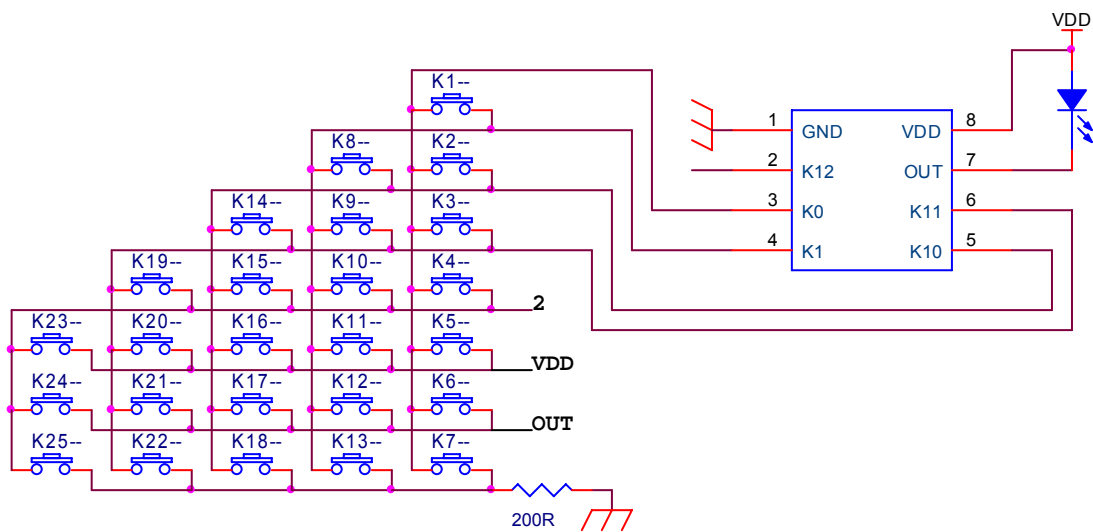 VDD
K1--
1 GND VDD 8
K8-- K2--
2 K12 OUT 7
K14-- K9-- K3--
3 K0 K11 6
4 K1 K10 5
K19-- K15-- K10-- K4--
2
K23-- K20-- K16-- K11-- K5--
VDD
K24-- K21-- K17-- K12-- K6--
OUT
K25-- K22-- K18-- K13-- K7--
200R